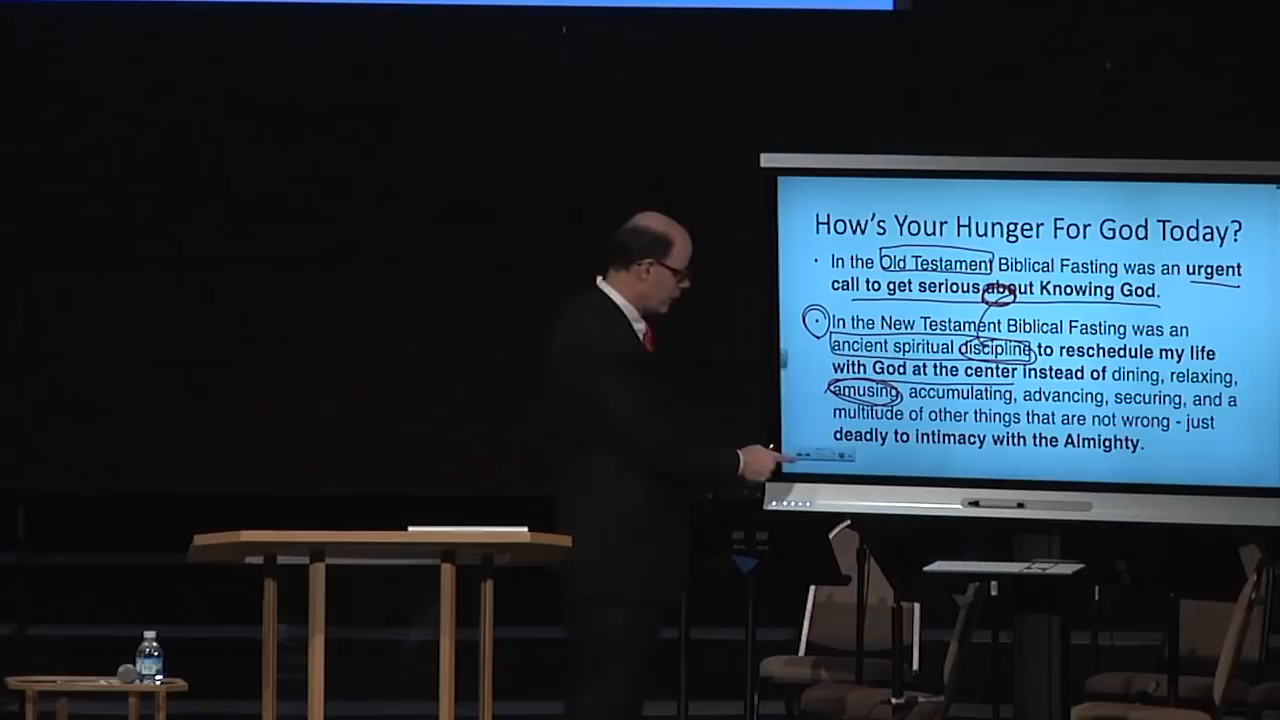 How's Your Hunger For God Today?
• In the Old Testament Biblical Fasting was an urgent
call to get serious about Knowing God.
• In the New Testament Biblical Fasting was an
ancient spiritual discipline to reschedule my life
with God at the center instead of dining, relaxing,
amusing, accumulating, advancing, securing, and a
multitude of other things that are not wrong - just
deadly to intimacy with the Almighty.